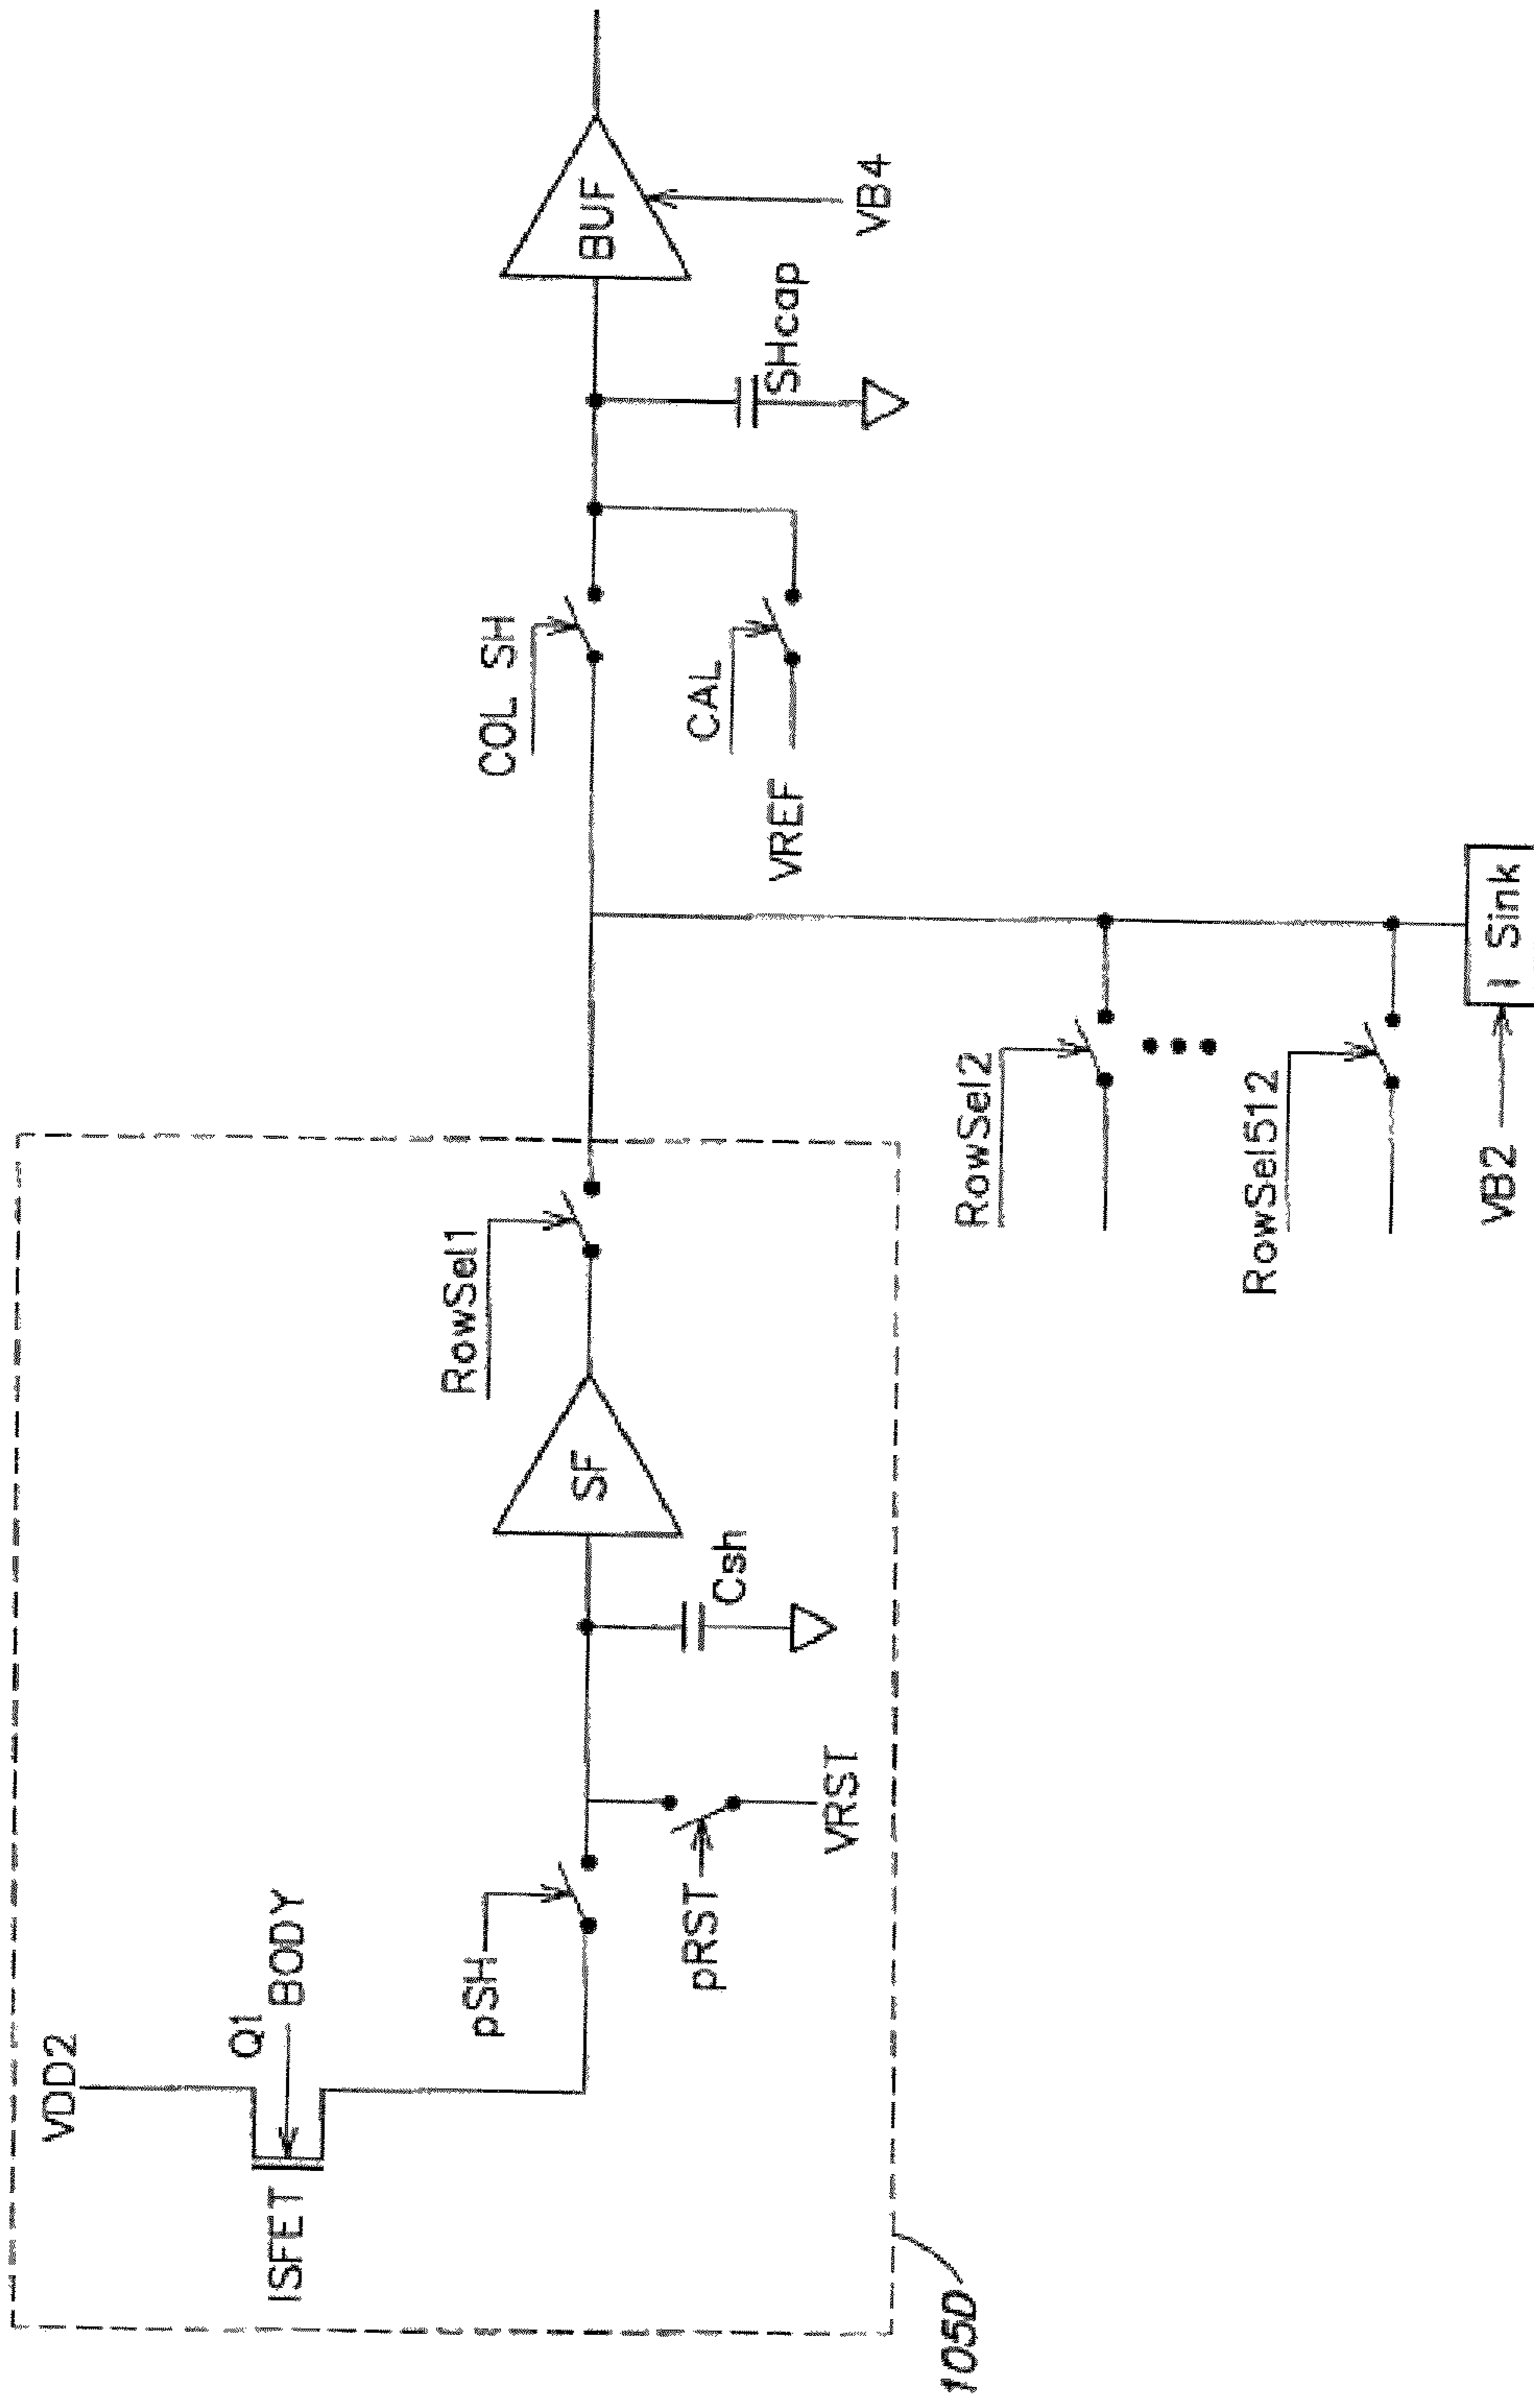 VDD2
Q1
BODY
ISFET
pSH
pRST
VRST
Csh
SF
RowSel1
COL SH
CAL
VREF
SHcap
BUF
VB4
RowSel2
RowSel512
VB2
I Sink
105D